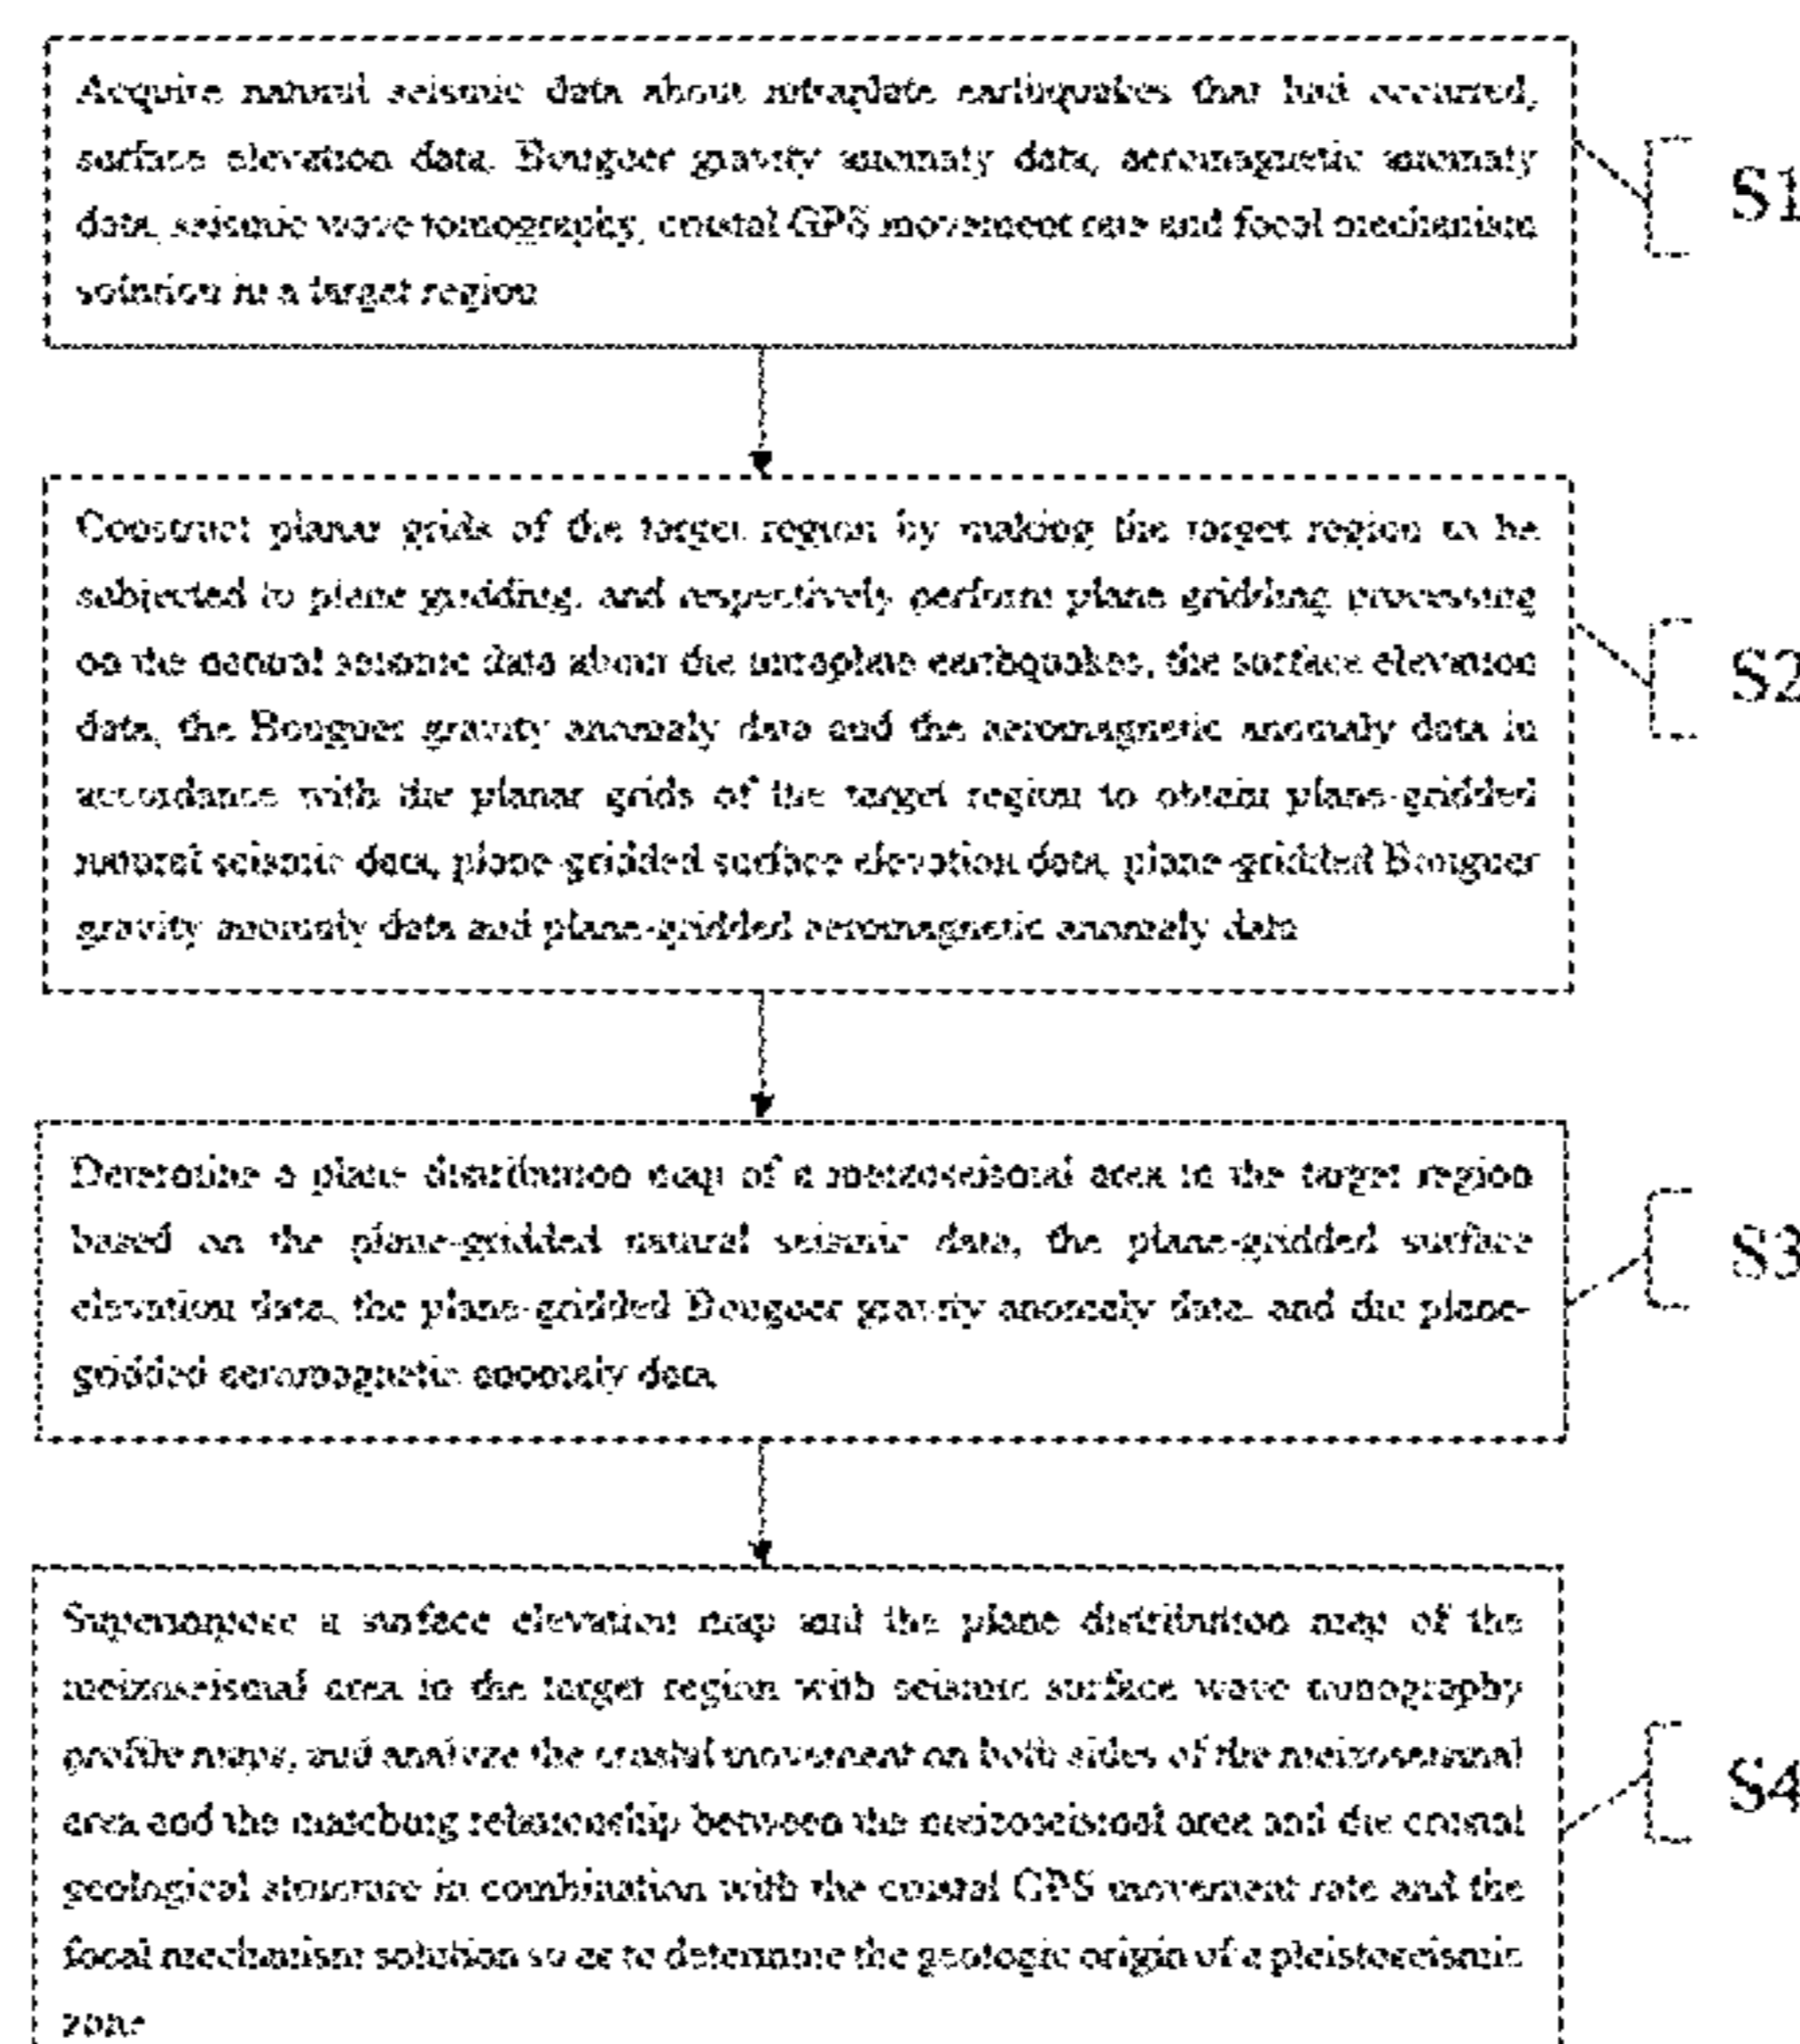 Acquire natural seismic data about intraplate earthquakes that had occurred,
surface elevation data, Bouguer gravity anomaly data, aeromagnetic anomaly
data, seismic wave tomography, crustal GPS movement rate and focal mechanism
solution in a target region
S1
Construct planar grids of the target region by making the target region to be
subjected to plane gridding, and respectively perform plane gridding processing
on the natural seismic data about the intraplate earthquakes, the surface elevation
data, the Bouguer gravity anomaly data and the aeromagnetic anomaly data in
accordance with the planar grids of the target region to obtain plane-gridded
natural seismic data, plane-gridded surface elevation data, plane-gridded Bouguer
gravity anomaly data and plane-gridded aeromagnetic anomaly data
S2
Determine a plane distribution map of a meizoseismal area in the target region
based on the plane-gridded natural seismic data, the plane-gridded surface
elevation data, the plane-gridded Bouguer gravity anomaly data, and the plane-
gridded aeromagnetic anomaly data
S3
Superimpose a surface elevation map and the plane distribution map of the
meizoseismal area in the target region with seismic surface wave tomography
profile maps, and analyze the crustal movement on both sides of the meizoseismal
area and the matching relationship between the meizoseismal area and the crustal
geological structure in combination with the crustal GPS movement rate and the
focal mechanism solution so as to determine the geologic origin of a pleistoseismic
zone
S4